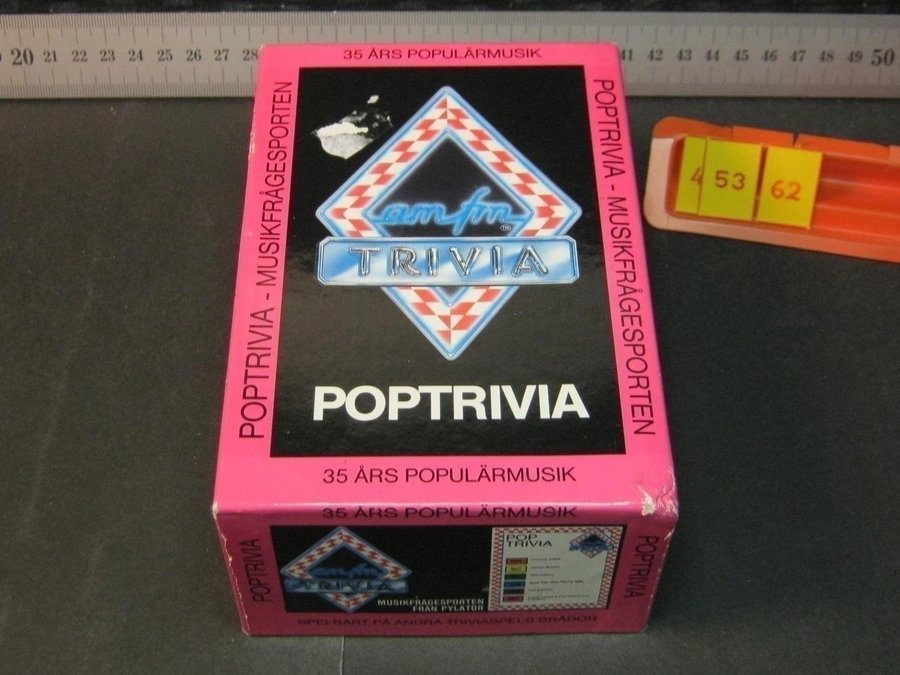 20 21 22 23 24 25 26 27 28 41 42 43 44 45 46 47 48 49 50
35 ÅRS POPULÄRMUSIK
POPTRIVIA - MUSIKFRÅGESPORTEN
POPTRIVIA - MUSIKFRÅGESPORTEN
am fm
TRIVIA
4 53 62
POPTRIVIA
35 ÅRS POPULÄRMUSIK
35 ÅRS POPULÄRMUSIK
POPTRIVIA
POPTRIVIA
am fm
TRIVIA
POP
TRIVIA
MUSIKFRÅGESPORTEN
FRÅN PYLATOR
SPELBART PÅ ANDRA TRIVIASPELS BRÄDOR